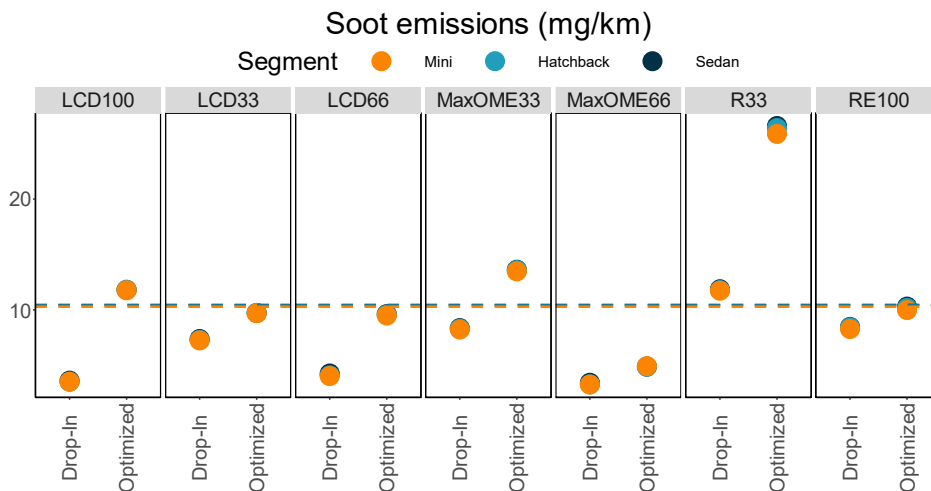 Soot emissions (mg/km)
Segment Mini Hatchback Sedan
LCD100 LCD33 LCD66 MaxOME33 MaxOME66 R33 RE100
20
10
Drop-In Optimized Drop-In Optimized Drop-In Optimized Drop-In Optimized Drop-In Optimized Drop-In Optimized Drop-In Optimized